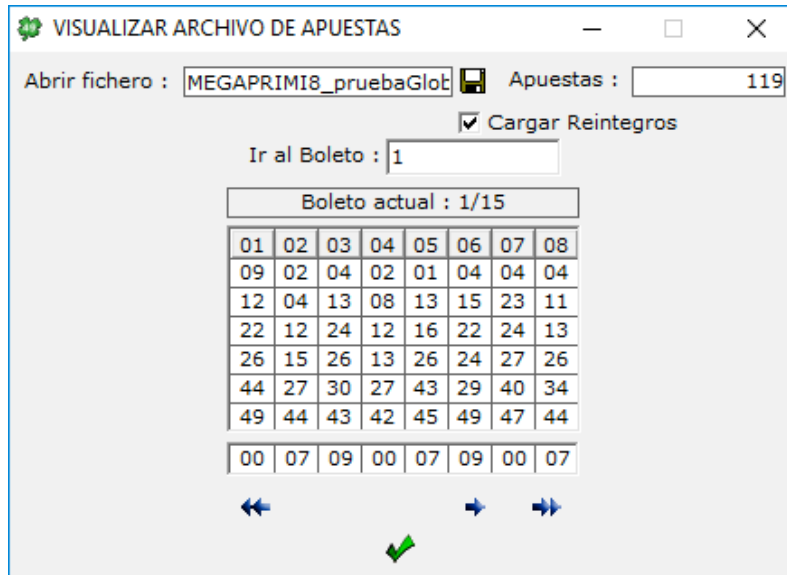 VISUALIZAR ARCHIVO DE APUESTAS
Abrir fichero : MEGAPRIMI8_pruebaGlob Apuestas : 119
Cargar Reintegros
Ir al Boleto : 1
Boleto actual : 1/15
01 02 03 04 05 06 07 08
09 02 04 02 01 04 04 04
12 04 13 08 13 15 23 11
22 12 24 12 16 22 24 13
26 15 26 13 26 24 27 26
44 27 30 27 43 29 40 34
49 44 43 42 45 49 47 44
00 07 09 00 07 09 00 07